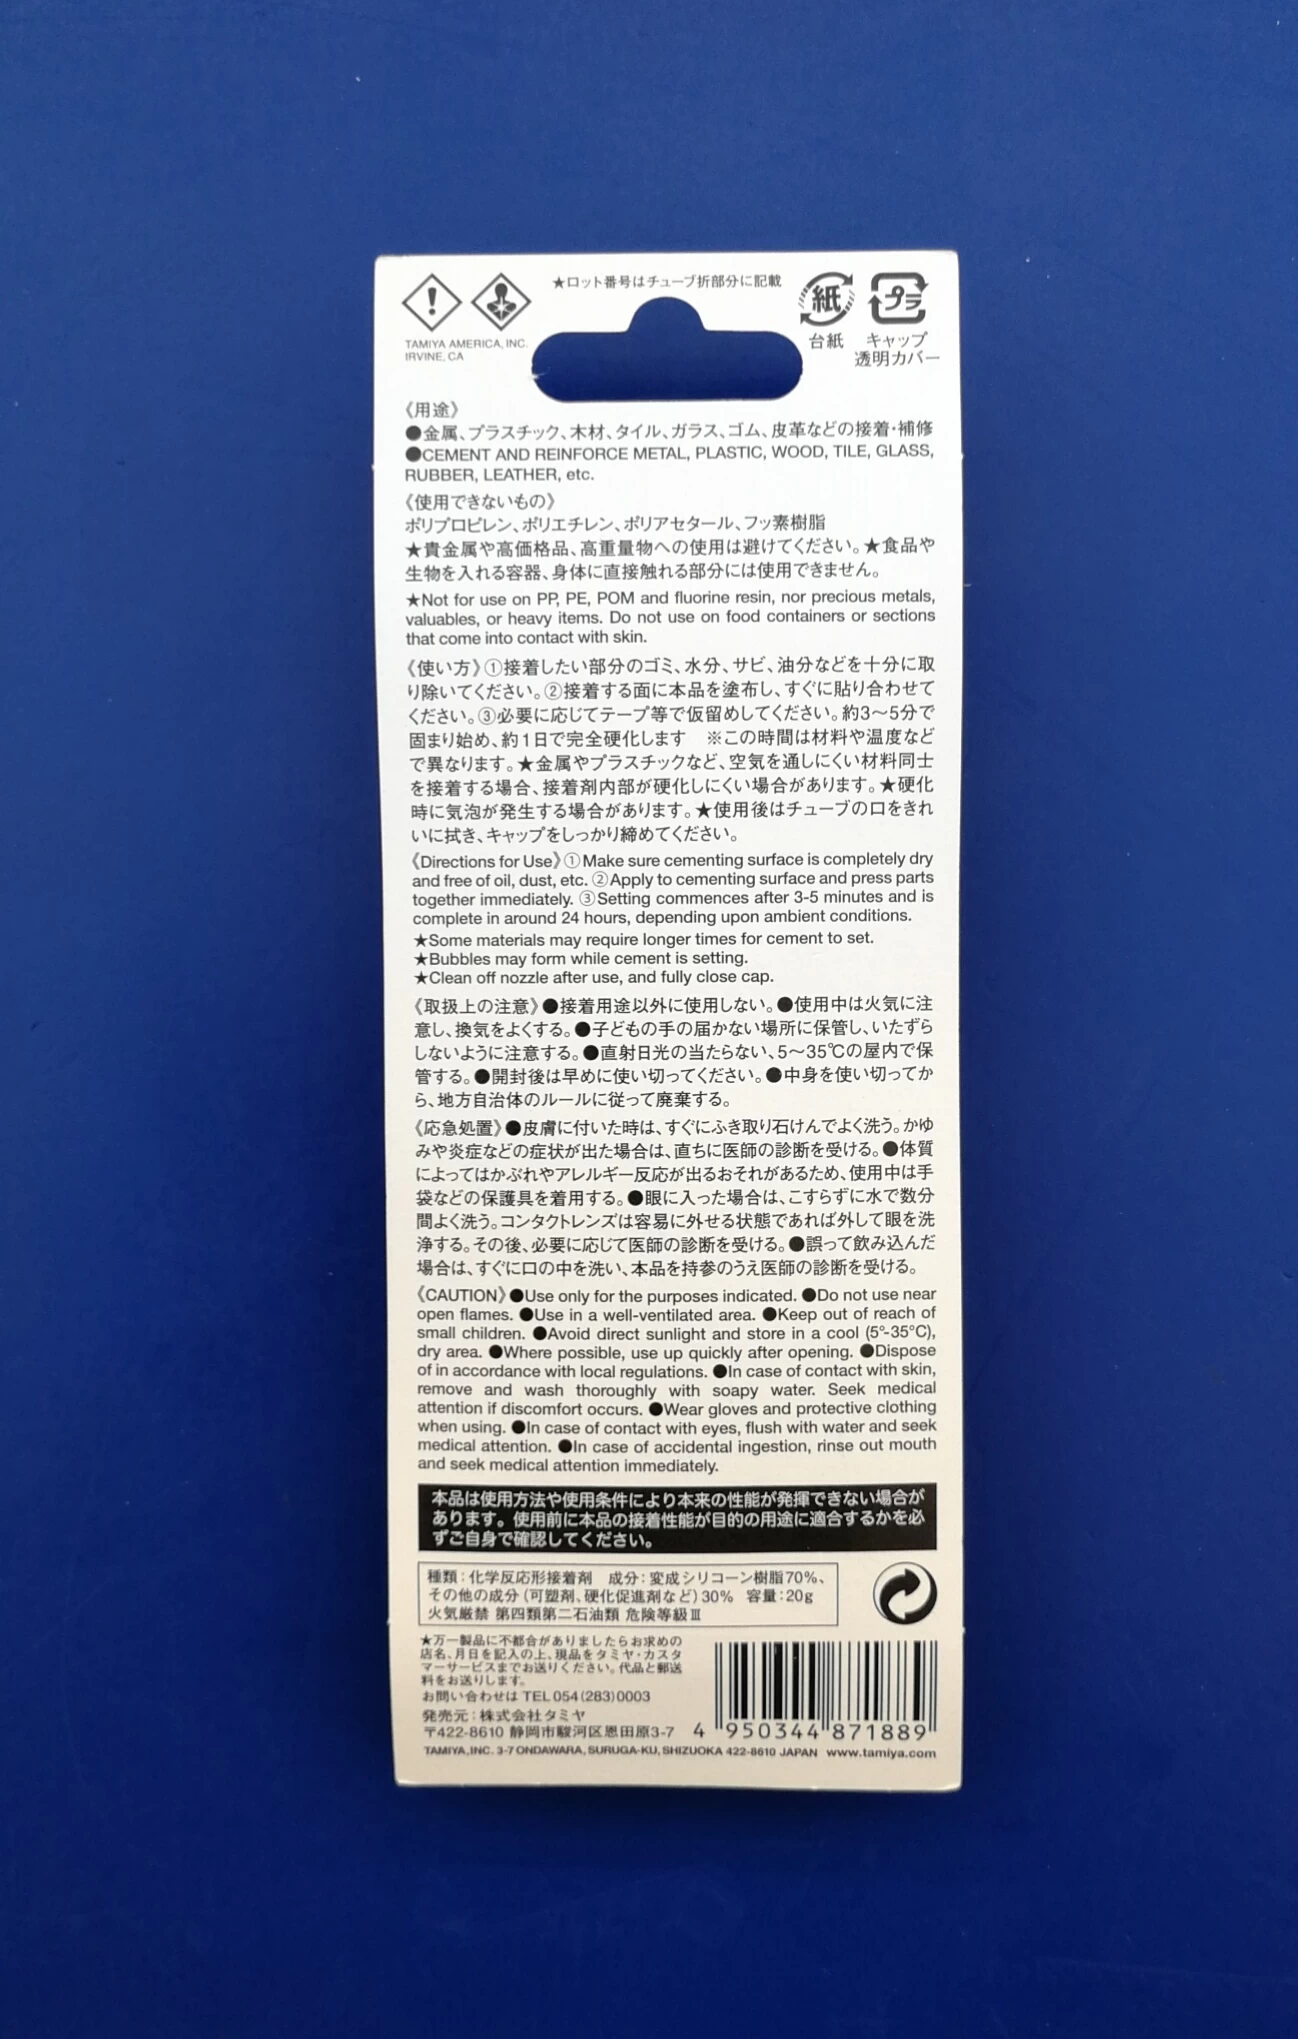 ★ロット番号はチューブ折部分に記載
紙
プラ
台紙
キャップ
透明カバー
TAMIYA AMERICA, INC.
IRVINE, CA
《用途》
●金属、プラスチック、木材、タイル、ガラス、ゴム、皮革などの接着・補修
●CEMENT AND REINFORCE METAL, PLASTIC, WOOD, TILE, GLASS,
RUBBER, LEATHER, etc.
《使用できないもの》
ポリプロピレン、ポリエチレン、ポリアセタール、フッ素樹脂
★貴金属や高価格品、高重量物への使用は避けてください。★食品や
生物を入れる容器、身体に直接触れる部分には使用できません。
★Not for use on PP, PE, POM and fluorine resin, nor precious metals,
valuables, or heavy items. Do not use on food containers or sections
that come into contact with skin.
《使い方》①接着したい部分のゴミ、水分、サビ、油分などを十分に取
り除いてください。②接着する面に本品を塗布し、すぐに貼り合わせて
ください。③必要に応じてテープ等で仮留めしてください。約3～5分で
固まり始め、約1日で完全硬化します ※この時間は材料や温度など
で異なります。★金属やプラスチックなど、空気を通しにくい材料同士
を接着する場合、接着剤内部が硬化しにくい場合があります。★硬化
時に気泡が発生する場合があります。★使用後はチューブの口をきれ
いに拭き、キャップをしっかり締めてください。
《Directions for Use》①Make sure cementing surface is completely dry
and free of oil, dust, etc. ②Apply to cementing surface and press parts
together immediately. ③Setting commences after 3-5 minutes and is
complete in around 24 hours, depending upon ambient conditions.
★Some materials may require longer times for cement to set.
★Bubbles may form while cement is setting.
★Clean off nozzle after use, and fully close cap.
《取扱上の注意》●接着用途以外に使用しない。●使用中は火気に注
意し、換気をよくする。●子どもの手の届かない場所に保管し、いたずら
しないように注意する。●直射日光の当たらない、5～35℃の屋内で保
管する。●開封後は早めに使い切ってください。●中身を使い切ってか
ら、地方自治体のルールに従って廃棄する。
《応急処置》●皮膚に付いた時は、すぐにふき取り石けんでよく洗う。かゆ
みや炎症などの症状が出た場合は、直ちに医師の診断を受ける。●体質
によってはかぶれやアレルギー反応が出るおそれがあるため、使用中は手
袋などの保護具を着用する。●眼に入った場合は、こすらずに水で数分
間よく洗う。コンタクトレンズは容易に外せる状態であれば外して眼を洗
浄する。その後、必要に応じて医師の診断を受ける。●誤って飲み込んだ
場合は、すぐに口の中を洗い、本品を持参のうえ医師の診断を受ける。
《CAUTION》●Use only for the purposes indicated. ●Do not use near
open flames. ●Use in a well-ventilated area. ●Keep out of reach of
small children. ●Avoid direct sunlight and store in a cool (5°-35°C),
dry area. ●Where possible, use up quickly after opening. ●Dispose
of in accordance with local regulations. ●In case of contact with skin,
remove and wash thoroughly with soapy water. Seek medical
attention if discomfort occurs. ●Wear gloves and protective clothing
when using. ●In case of contact with eyes, flush with water and seek
medical attention. ●In case of accidental ingestion, rinse out mouth
and seek medical attention immediately.
本品は使用方法や使用条件により本来の性能が発揮できない場合が
あります。使用前に本品の接着性能が目的の用途に適合するかを必
ずご自身で確認してください。
種類：化学反応形接着剤 成分：変成シリコーン樹脂70%、
その他の成分（可塑剤、硬化促進剤など）30% 容量：20g
火気厳禁 第四類第二石油類 危険等級Ⅲ
★万一製品に不都合がありましたらお求めの
店名、月日を記入の上、現品をタミヤ・カスタ
マーサービスまでお送りください。代品と郵送
料をお送りします。
お問い合わせは TEL 054(283)0003
発売元：株式会社タミヤ
〒422-8610 静岡市駿河区恩田原3-7
4 950344 871889
TAMIYA, INC. 3-7 ONDAWARA, SURUGA-KU, SHIZUOKA 422-8610 JAPAN www.tamiya.com